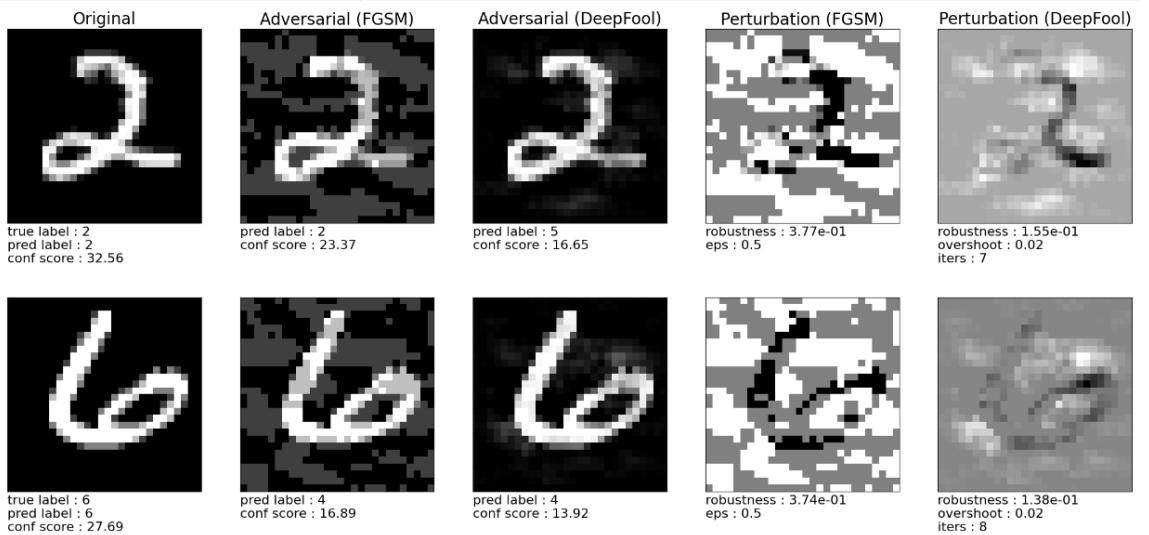 Original
Adversarial (FGSM)
Adversarial (DeepFool)
Perturbation (FGSM)
Perturbation (DeepFool)
true label : 2
pred label : 2
conf score : 32.56
pred label : 2
conf score : 23.37
pred label : 5
conf score : 16.65
robustness : 3.77e-01
eps : 0.5
robustness : 1.55e-01
overshoot : 0.02
iters : 7
true label : 6
pred label : 6
conf score : 27.69
pred label : 4
conf score : 16.89
pred label : 4
conf score : 13.92
robustness : 3.74e-01
eps : 0.5
robustness : 1.38e-01
overshoot : 0.02
iters : 8